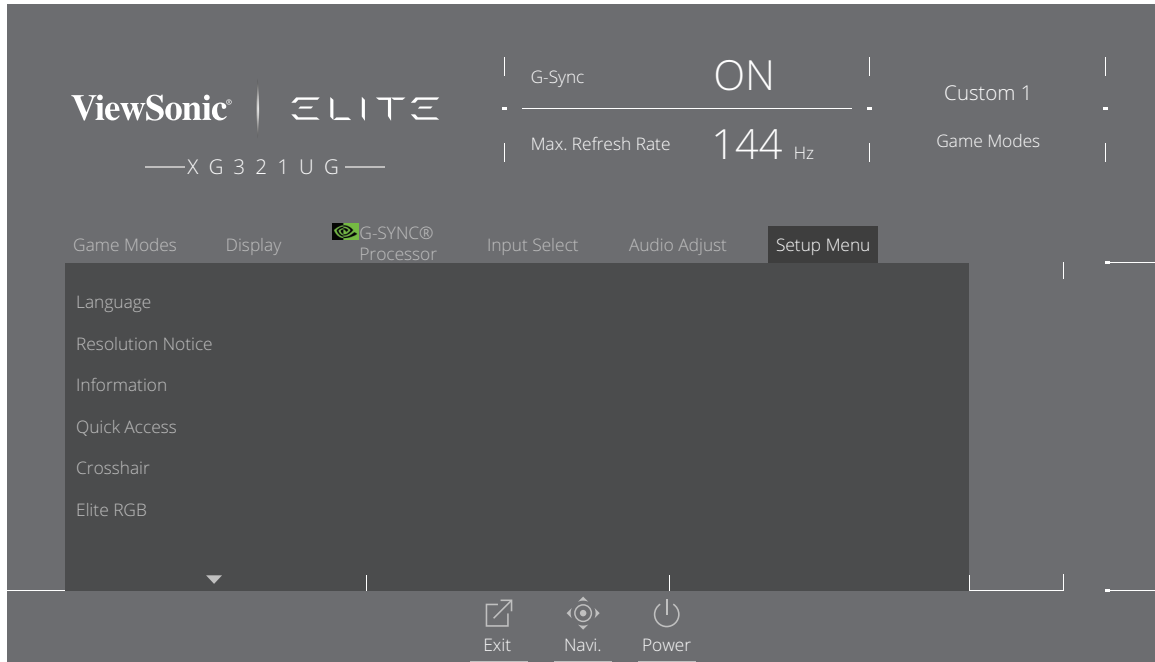 ViewSonic® ELITE
XG321UG
G-Sync ON
Max. Refresh Rate 144 Hz
Custom 1
Game Modes
Game Modes
Display
G-SYNC®
Processor
Input Select
Audio Adjust
Setup Menu
Language
Resolution Notice
Information
Quick Access
Crosshair
Elite RGB
Exit
Navi.
Power